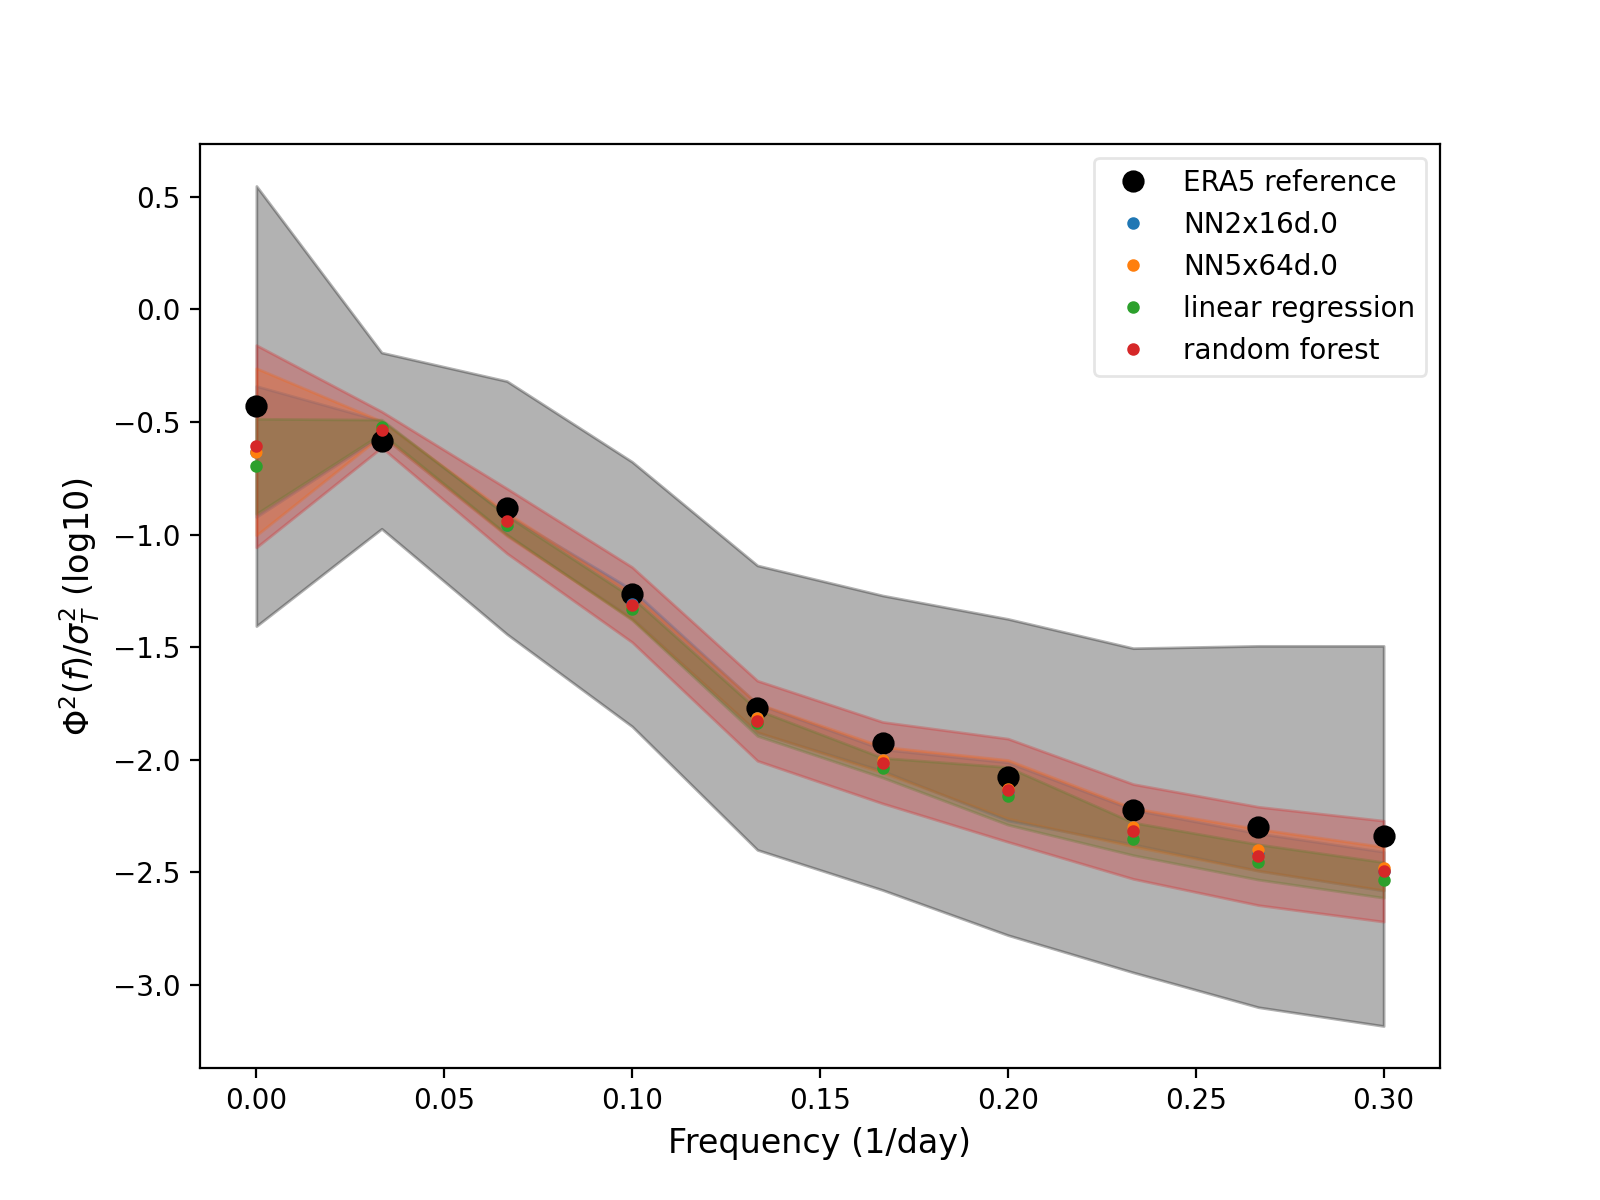 0.5
0.0
−0.5
−1.0
−1.5
−2.0
−2.5
−3.0
Φ²(f)/σ²_T (log10)
ERA5 reference
NN2x16d.0
NN5x64d.0
linear regression
random forest
0.00 0.05 0.10 0.15 0.20 0.25 0.30
Frequency (1/day)